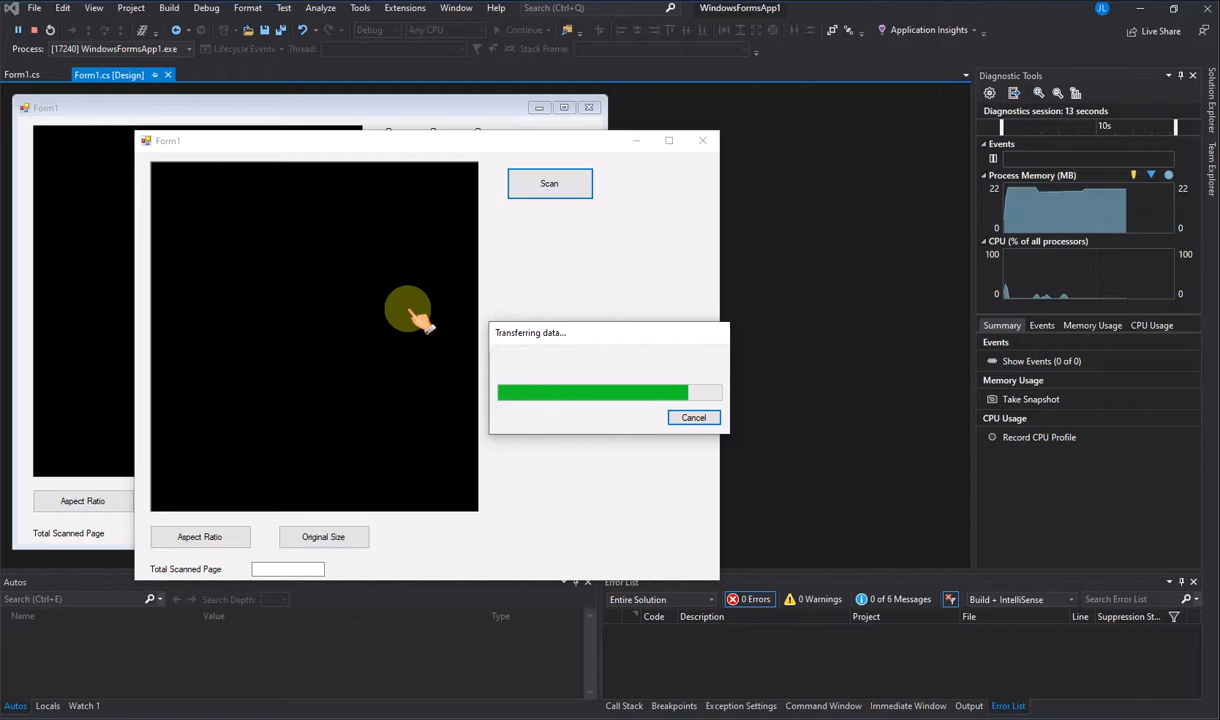 File Edit View Project Build Debug Format Test Analyze Tools Extensions Window Help Search (Ctrl+Q) WindowsFormsApp1 JL
Debug Any CPU Continue Application Insights Live Share
Process: [17240] WindowsFormsApp1.exe Lifecycle Events Thread: Stack Frame:
Form1.cs Form1.cs [Design]
Form1
Aspect Ratio
Total Scanned Page
Form1
Scan
Aspect Ratio Original Size
Total Scanned Page
Transferring data...
Cancel
Diagnostic Tools
Diagnostics session: 13 seconds
10s
Events
Process Memory (MB)
22 22
0 0
CPU (% of all processors)
100 100
0 0
Summary Events Memory Usage CPU Usage
Events
Show Events (0 of 0)
Memory Usage
Take Snapshot
CPU Usage
Record CPU Profile
Solution Explorer
Team Explorer
Autos
Search (Ctrl+E) Search Depth:
Name Value Type
Autos Locals Watch 1
Error List
Entire Solution 0 Errors 0 Warnings 0 of 6 Messages Build + IntelliSense Search Error List
Code Description Project File Line Suppression St...
Call Stack Breakpoints Exception Settings Command Window Immediate Window Output Error List